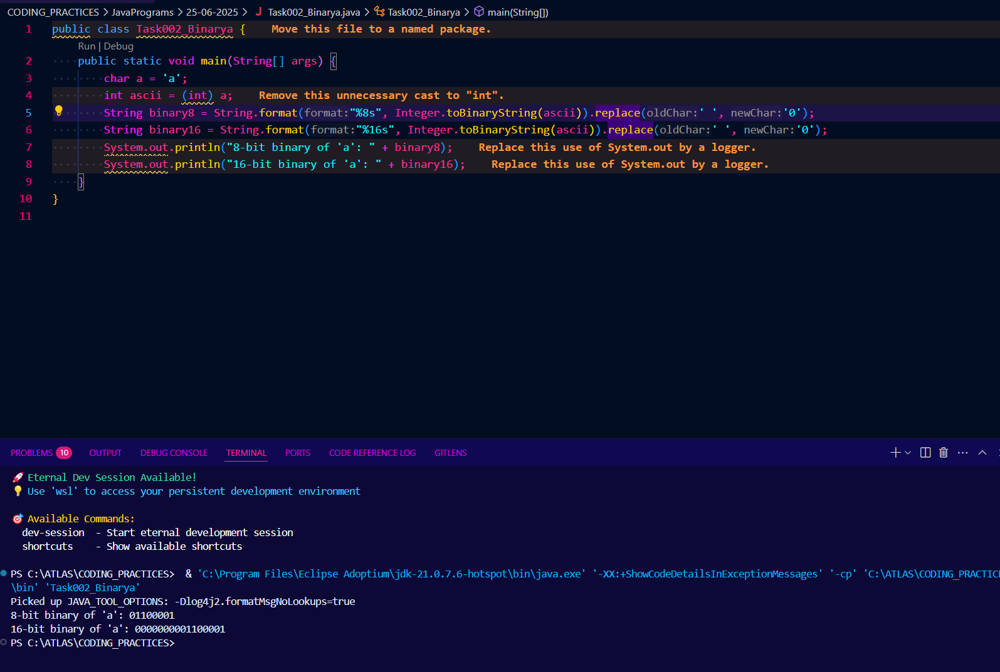 CODING_PRACTICES > JavaPrograms > 25-06-2025 > J Task002_Binarya.java > Task002_Binarya > main(String[])
1 public class Task002_Binarya { Move this file to a named package.
Run | Debug
2 ····public static void main(String[] args) {
3 ········char a = 'a';
4 ········int ascii = (int) a; Remove this unnecessary cast to "int".
5 ········String binary8 = String.format(format:"%8s", Integer.toBinaryString(ascii)).replace(oldChar:' ', newChar:'0');
6 ········String binary16 = String.format(format:"%16s", Integer.toBinaryString(ascii)).replace(oldChar:' ', newChar:'0');
7 ········System.out.println("8-bit binary of 'a': " + binary8); Replace this use of System.out by a logger.
8 ········System.out.println("16-bit binary of 'a': " + binary16); Replace this use of System.out by a logger.
9 ····}
10 }
11
PROBLEMS 10 OUTPUT DEBUG CONSOLE TERMINAL PORTS CODE REFERENCE LOG GITLENS
🚀 Eternal Dev Session Available!
💡 Use 'wsl' to access your persistent development environment
🎯 Available Commands:
dev-session - Start eternal development session
shortcuts - Show available shortcuts
PS C:\ATLAS\CODING_PRACTICES> & 'C:\Program Files\Eclipse Adoptium\jdk-21.0.7.6-hotspot\bin\java.exe' '-XX:+ShowCodeDetailsInExceptionMessages' '-cp' 'C:\ATLAS\CODING_PRACTICE
\bin' 'Task002_Binarya'
Picked up JAVA_TOOL_OPTIONS: -Dlog4j2.formatMsgNoLookups=true
8-bit binary of 'a': 01100001
16-bit binary of 'a': 0000000001100001
PS C:\ATLAS\CODING_PRACTICES>